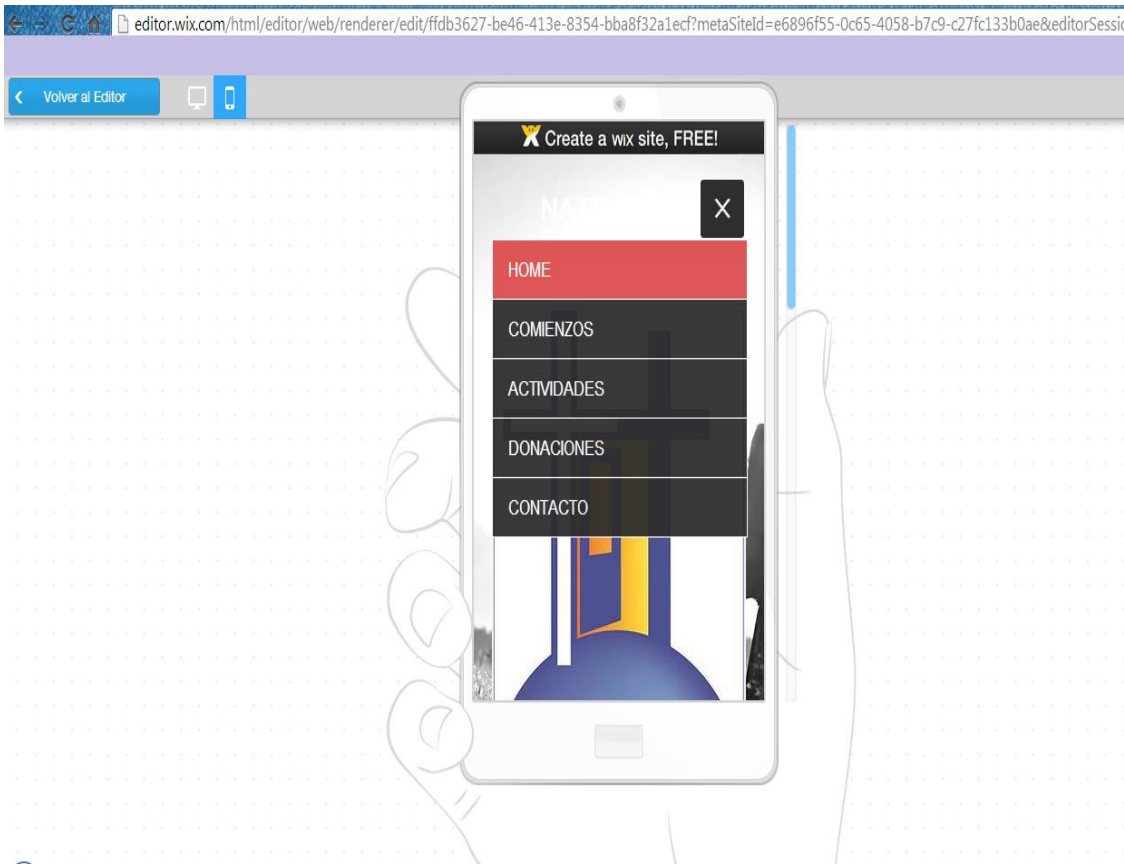 editor.wix.com/html/editor/web/renderer/edit/ffdb3627-be46-413e-8354-bba8f32a1ecf?metaSiteId=e6896f55-0c65-4058-b7c9-c27fc133b0ae&editorSessio
Volver al Editor
Create a WiX site, FREE!
X
HOME
COMIENZOS
ACTIVIDADES
DONACIONES
CONTACTO